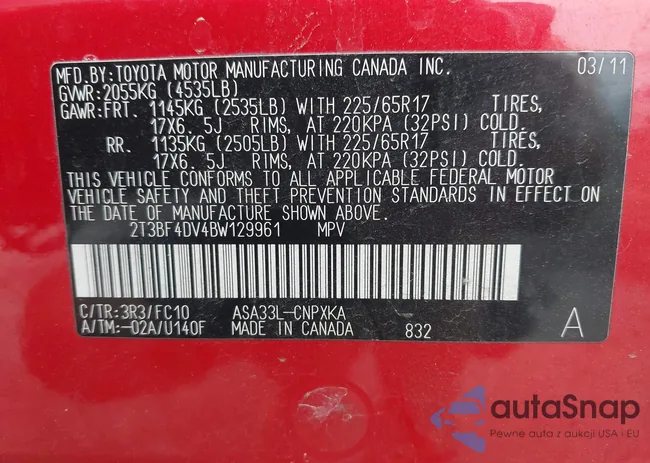 MFD.BY:TOYOTA MOTOR MANUFACTURING CANADA INC. 03/11
GVWR:2055KG (4535LB)
GAWR:FRT. 1145KG (2535LB) WITH 225/65R17 TIRES,
17X6. 5J RIMS, AT 220KPA (32PSI) COLD.
RR. 1135KG (2505LB) WITH 225/65R17 TIRES,
17X6. 5J RIMS, AT 220KPA (32PSI) COLD.
THIS VEHICLE CONFORMS TO ALL APPLICABLE FEDERAL MOTOR
VEHICLE SAFETY AND THEFT PREVENTION STANDARDS IN EFFECT ON
THE DATE OF MANUFACTURE SHOWN ABOVE.
2T3BF4DV4BW129961 MPV
C/TR:3R3/FC10 ASA33L-CNPXKA
A/TM:-02A/U140F MADE IN CANADA 832 A
autaSnap
Pewne auto z aukcji USA i EU